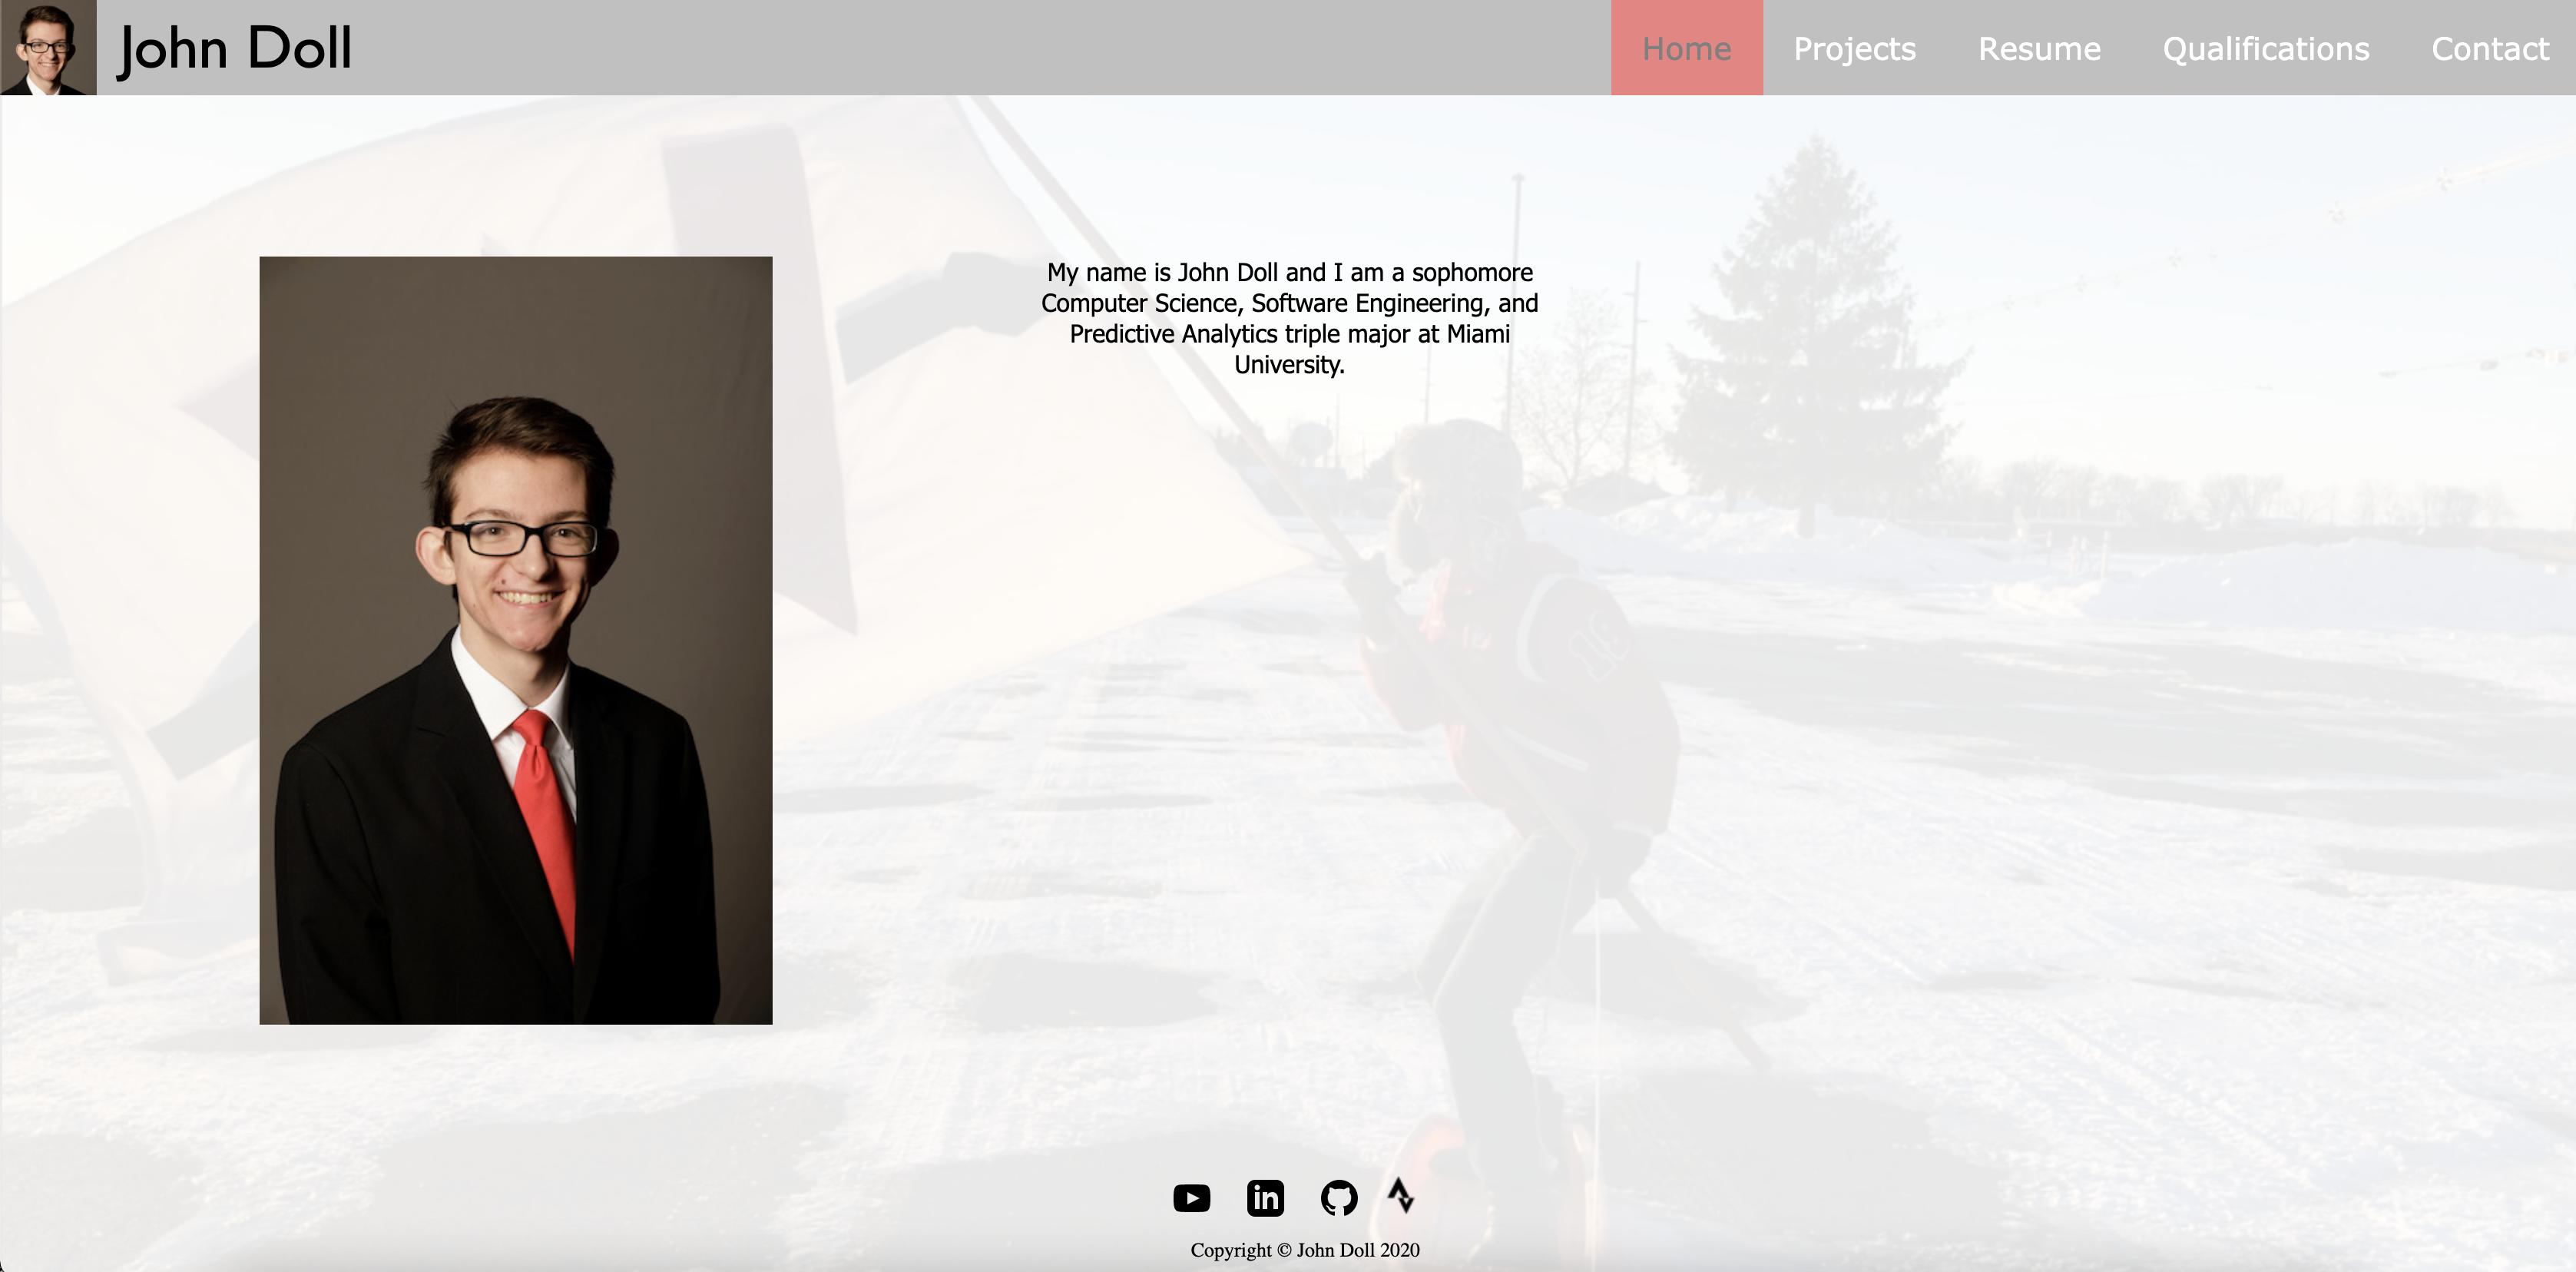 John Doll
Home Projects Resume Qualifications Contact
My name is John Doll and I am a sophomore
Computer Science, Software Engineering, and
Predictive Analytics triple major at Miami
University.
in
Copyright © John Doll 2020